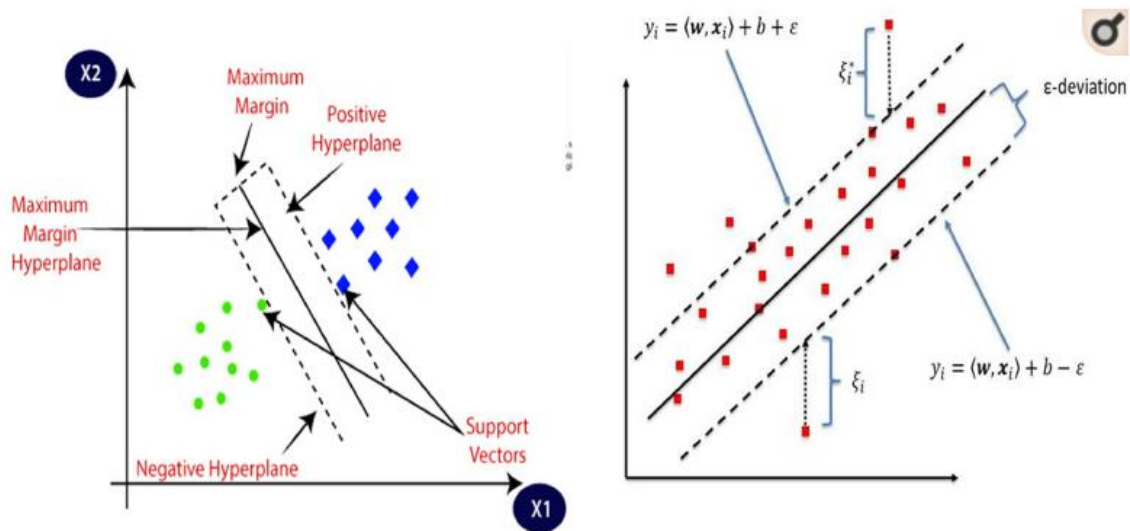 X2
Maximum
Margin
Positive
Hyperplane
Maximum
Margin
Hyperplane
Support
Vectors
Negative Hyperplane
X1
yᵢ = ⟨w, xᵢ⟩ + b + ε
ξᵢ*
ε-deviation
ξᵢ
yᵢ = ⟨w, xᵢ⟩ + b − ε